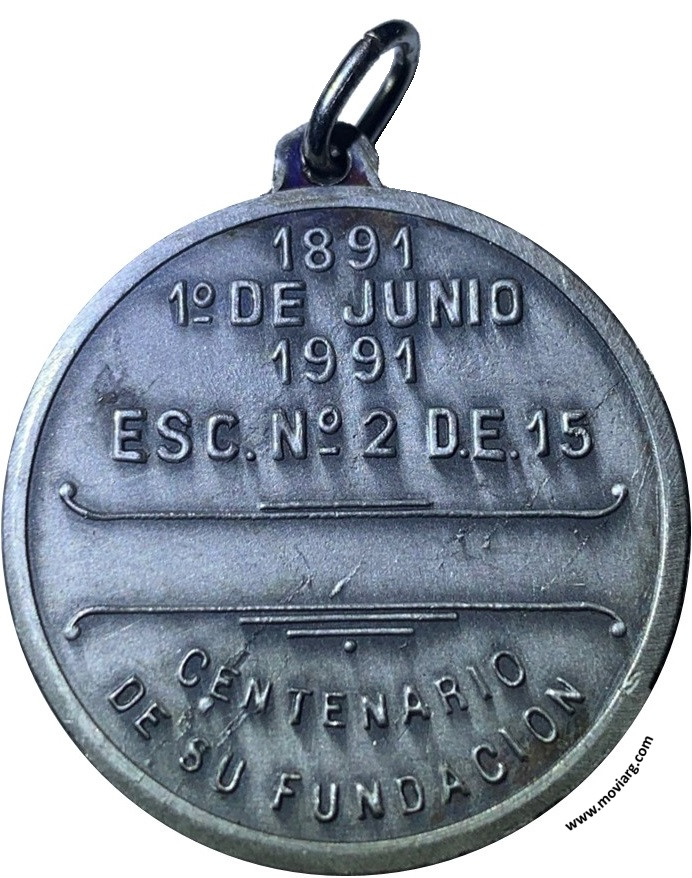 1891
1º DE JUNIO
1991
ESC. Nº 2 D.E. 15
CENTENARIO
DE SU FUNDACION
www.moviarg.com